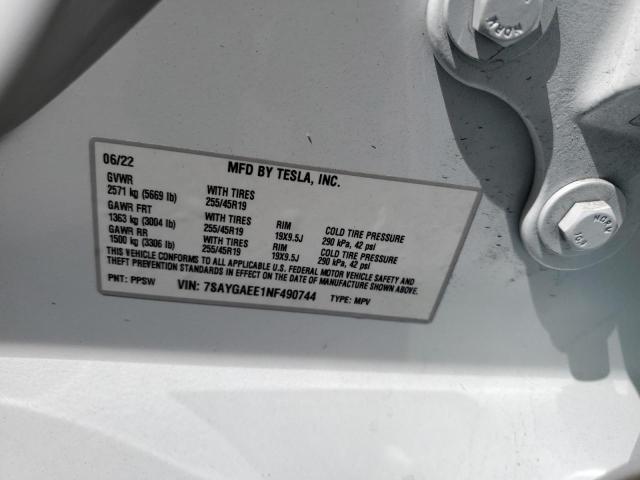 06/22 MFD BY TESLA, INC.
GVWR
2571 kg (5669 lb) WITH TIRES 255/45R19
GAWR FRT
1363 kg (3004 lb) WITH TIRES 255/45R19 RIM 19X9.5J COLD TIRE PRESSURE 290 kPa, 42 psi
GAWR RR
1500 kg (3306 lb) WITH TIRES 255/45R19 RIM 19X9.5J COLD TIRE PRESSURE 290 kPa, 42 psi
THIS VEHICLE CONFORMS TO ALL APPLICABLE U.S. FEDERAL MOTOR VEHICLE SAFETY AND
THEFT PREVENTION STANDARDS IN EFFECT ON THE DATE OF MANUFACTURE SHOWN ABOVE.
PNT: PPSW VIN: 7SAYGAEE1NF490744 TYPE: MPV